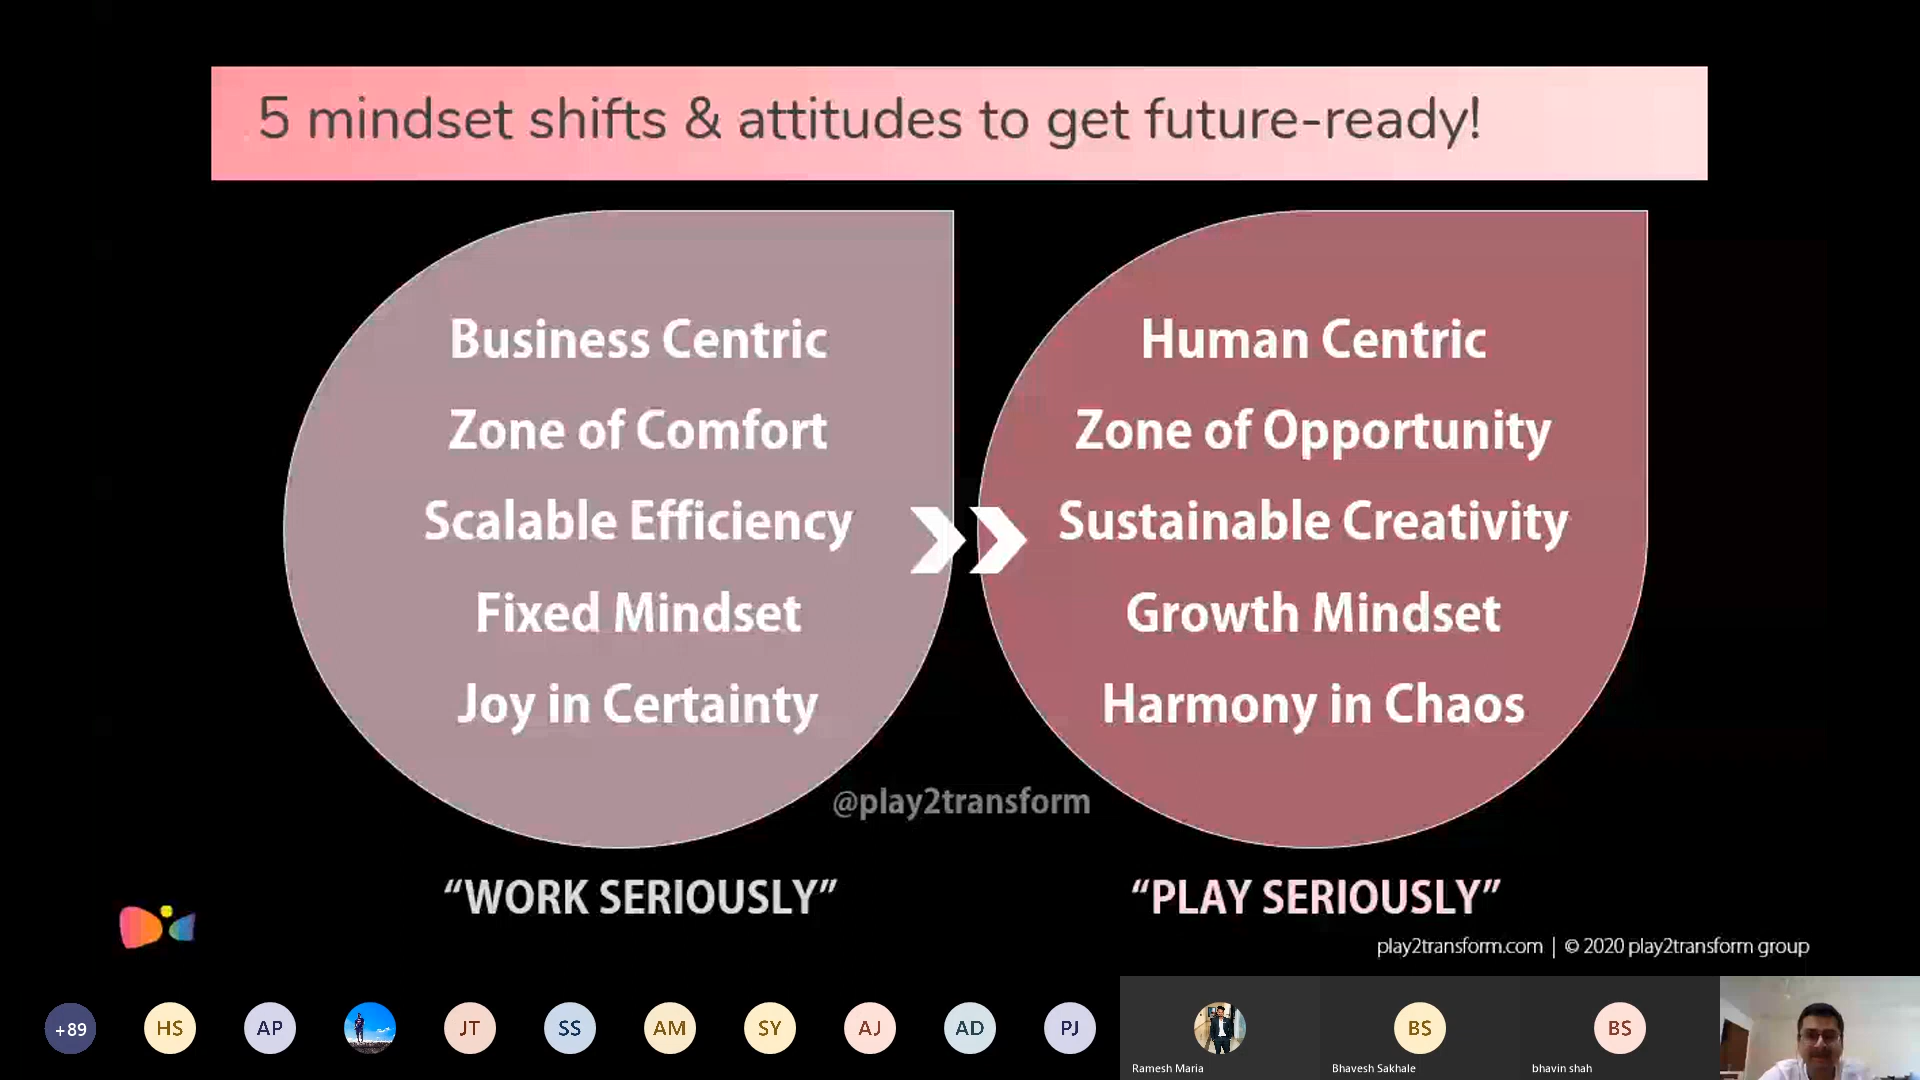 5 mindset shifts & attitudes to get future-ready!
Business Centric
Zone of Comfort
Scalable Efficiency
Fixed Mindset
Joy in Certainty
Human Centric
Zone of Opportunity
Sustainable Creativity
Growth Mindset
Harmony in Chaos
@play2transform
“WORK SERIOUSLY”
“PLAY SERIOUSLY”
play2transform.com | © 2020 play2transform group
+89
HS
AP
JT
SS
AM
SY
AJ
AD
PJ
BS
BS
Ramesh Maria
Bhavesh Sakhale
bhavin shah